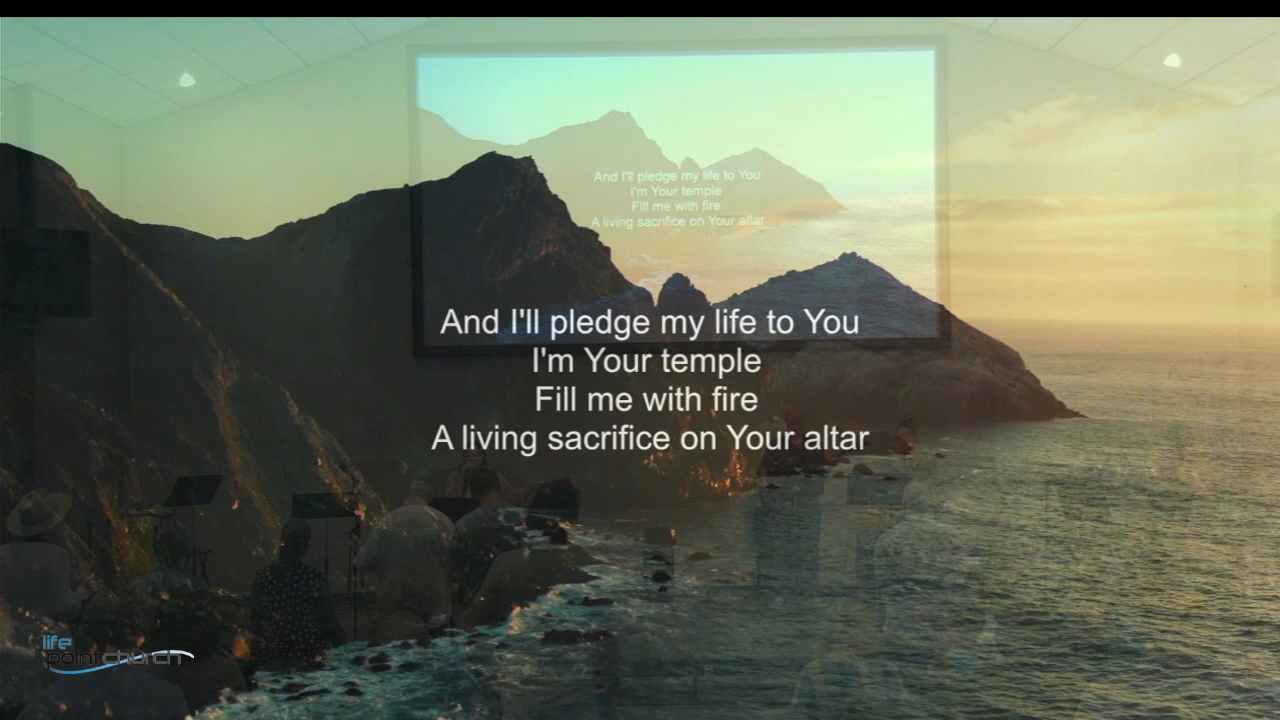 And I'll pledge my life to You
I'm Your temple
Fill me with fire
A living sacrifice on Your altar
And I'll pledge my life to You
I'm Your temple
Fill me with fire
A living sacrifice on Your altar
life
pointchurch